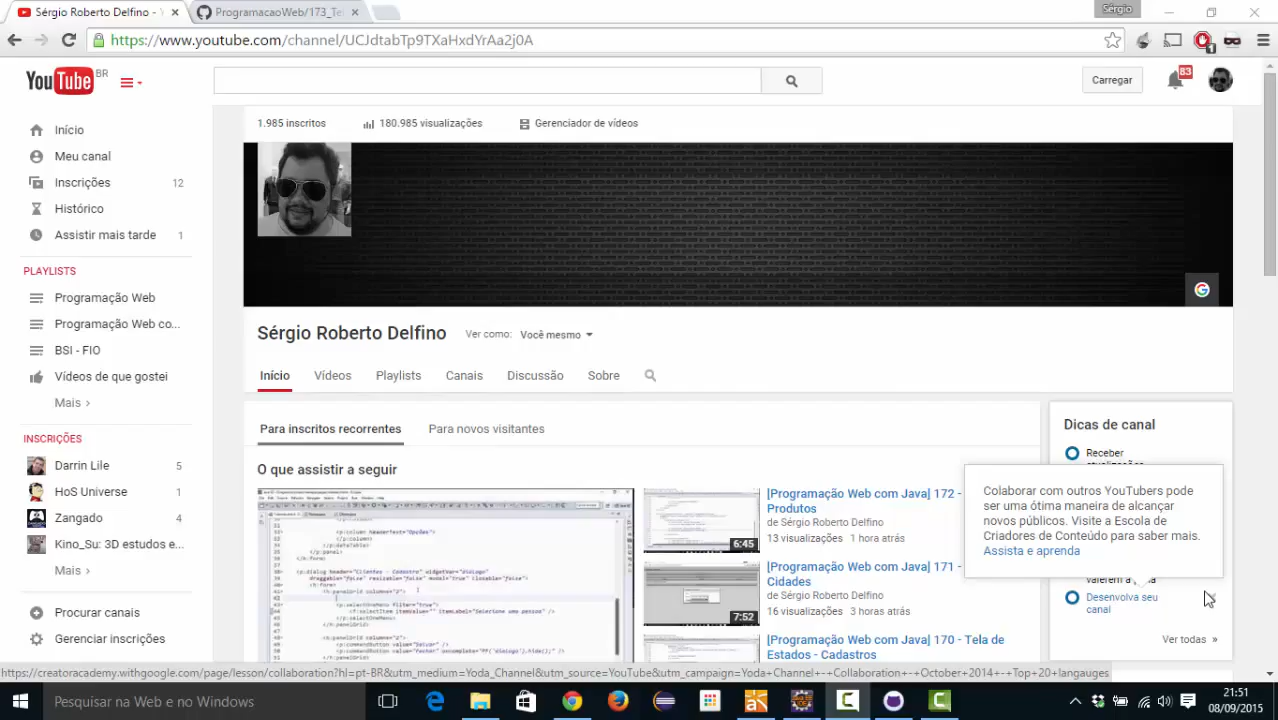 Sérgio Roberto Delfino - Y
ProgramacaoWeb/173_Tel
Sérgio
https://www.youtube.com/channel/UCJdtabTp9TXaHxdYrAa2j0A
1
YouTube BR
Carregar
83
1.985 inscritos
180.985 visualizações
Gerenciador de vídeos
Início
Meu canal
Inscrições 12
Histórico
Assistir mais tarde 1
PLAYLISTS
Programação Web
Programação Web co...
BSI - FIO
Vídeos de que gostei
Mais ›
INSCRIÇÕES
Darrin Lile 5
HoS Universe 1
Zangado 4
Kino_Su: 3D estudos e...
Mais ›
Procurar canais
Gerenciar inscrições
Sérgio Roberto Delfino
Ver como: Você mesmo
Início Vídeos Playlists Canais Discussão Sobre
Para inscritos recorrentes
Para novos visitantes
O que assistir a seguir
[Programação Web com Java] 172 -
Produtos
de Sérgio Roberto Delfino
13 visualizações 1 hora atrás
6:45
[Programação Web com Java] 171 -
Cidades
de Sérgio Roberto Delfino
16 visualizações 3 horas atrás
7:52
[Programação Web com Java] 170 - Tela de
Estados - Cadastros
Dicas de canal
Receber
Colaborar com outros YouTubers pode
ser uma ótima maneira de alcançar
novos públicos. Visite a Escola de
Criadores de Conteúdo para saber mais.
Assista e aprenda
Desenvolva seu
canal
Ver todas »
https://creatoracademy.withgoogle.com/page/lesson/collaboration?hl=pt-BR&utm_medium=Yoda_Channel&utm_source=YouTube&utm_campaign=Yoda+Channel+-+Collaboration+-+October+2014+-+Top+20+langauges
Pesquisar na Web e no Windows
21:51
08/09/2015